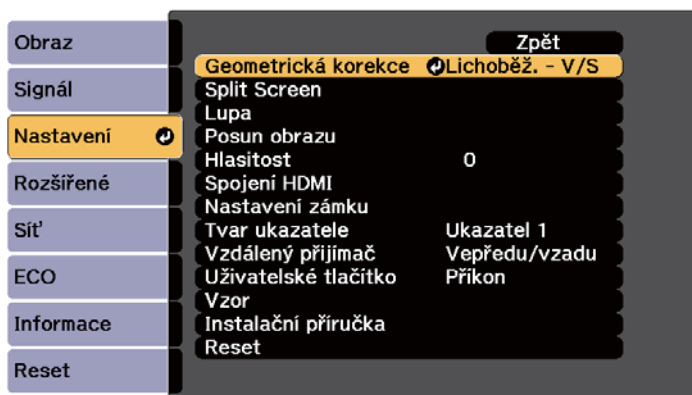 Obraz
Signál
Nastavení
Rozšířené
Síť
ECO
Informace
Reset
Zpět
Geometrická korekce Lichoběž. - V/S
Split Screen
Lupa
Posun obrazu
Hlasitost 0
Spojení HDMI
Nastavení zámku
Tvar ukazatele Ukazatel 1
Vzdálený přijímač Vepředu/vzadu
Uživatelské tlačítko Příkon
Vzor
Instalační příručka
Reset